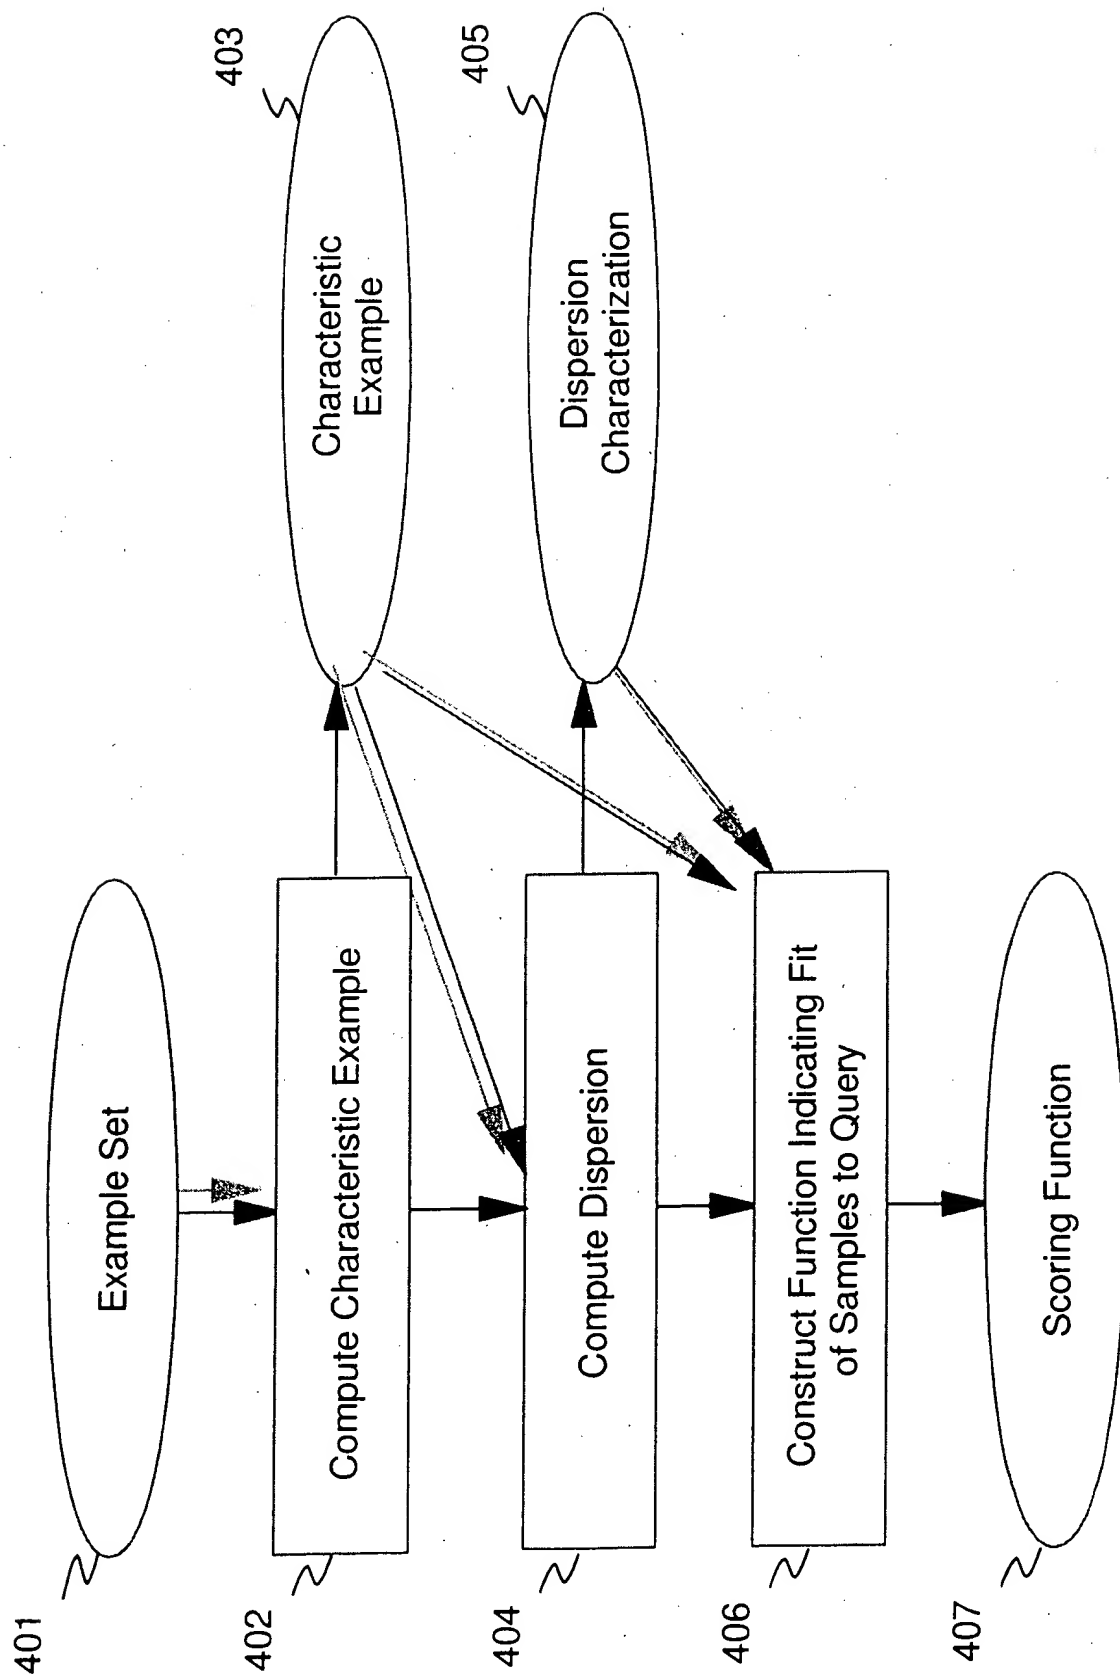 401
Example Set
402
Compute Characteristic Example
403
Characteristic
Example
404
Compute Dispersion
405
Dispersion
Characterization
406
Construct Function Indicating Fit
of Samples to Query
407
Scoring Function